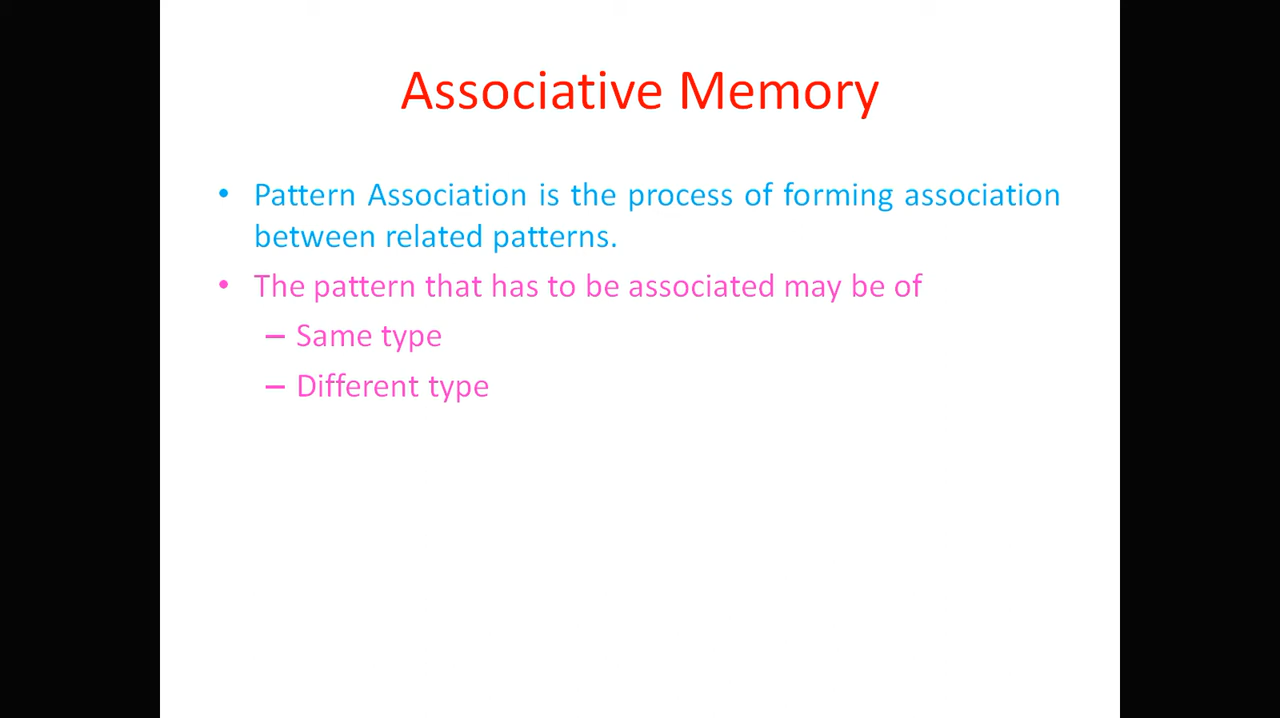 Associative Memory
• Pattern Association is the process of forming association
between related patterns.
• The pattern that has to be associated may be of
– Same type
– Different type